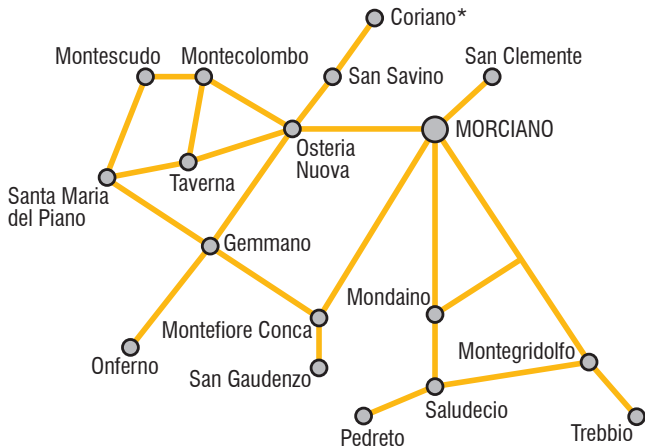 Coriano*
Montescudo
Montecolombo
San Clemente
San Savino
MORCIANO
Osteria
Nuova
Taverna
Santa Maria
del Piano
Gemmano
Mondaino
Montefiore Conca
Montegridolfo
Onferno
San Gaudenzo
Saludecio
Pedreto
Trebbio